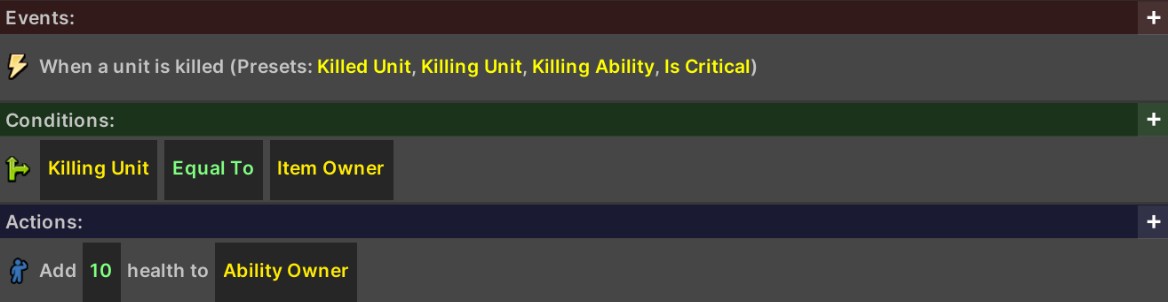 Events:
+
When a unit is killed (Presets: Killed Unit, Killing Unit, Killing Ability, Is Critical)
Conditions:
+
Killing Unit Equal To Item Owner
Actions:
+
Add 10 health to Ability Owner